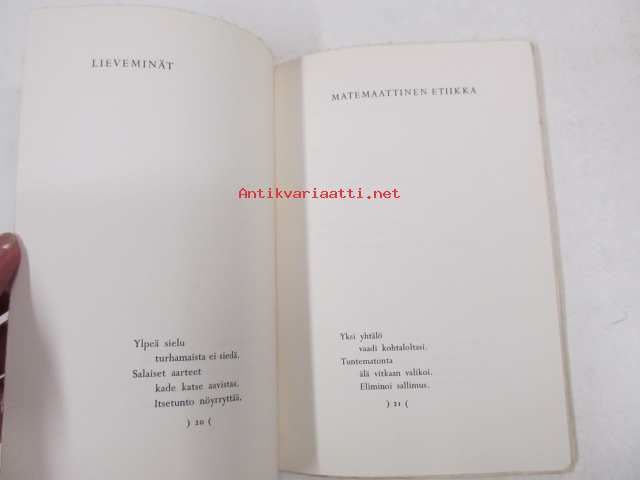 LIEVEMINÄT
Ylpeä sielu
turhamaista ei siedä.
Salaiset aarteet
kade katse aavistaa.
Itsetunto nöyrryttää.
) 20 (
MATEMAATTINEN ETIIKKA
Antikvariaatti.net
Yksi yhtälö
vaadi kohtaloltasi.
Tuntematonta
älä vitkaan valikoi.
Eliminoi sallimus.
) 21 (